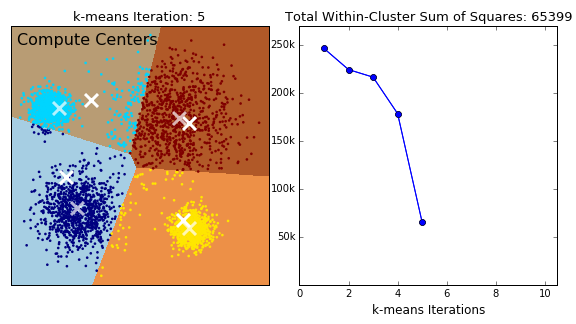 k-means Iteration: 5
Compute Centers
Total Within-Cluster Sum of Squares: 65399
250k
200k
150k
100k
50k
0 2 4 6 8 10
k-means Iterations